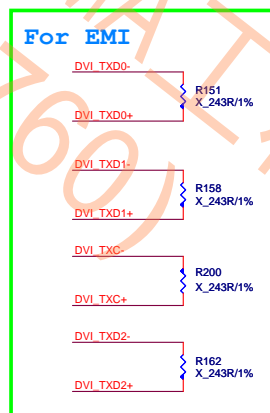 For EMI
DVI_TXD0-
R151
X_243R/1%
DVI_TXD0+
DVI_TXD1-
R158
X_243R/1%
DVI_TXD1+
DVI_TXC-
R200
X_243R/1%
DVI_TXC+
DVI_TXD2-
R162
X_243R/1%
DVI_TXD2+